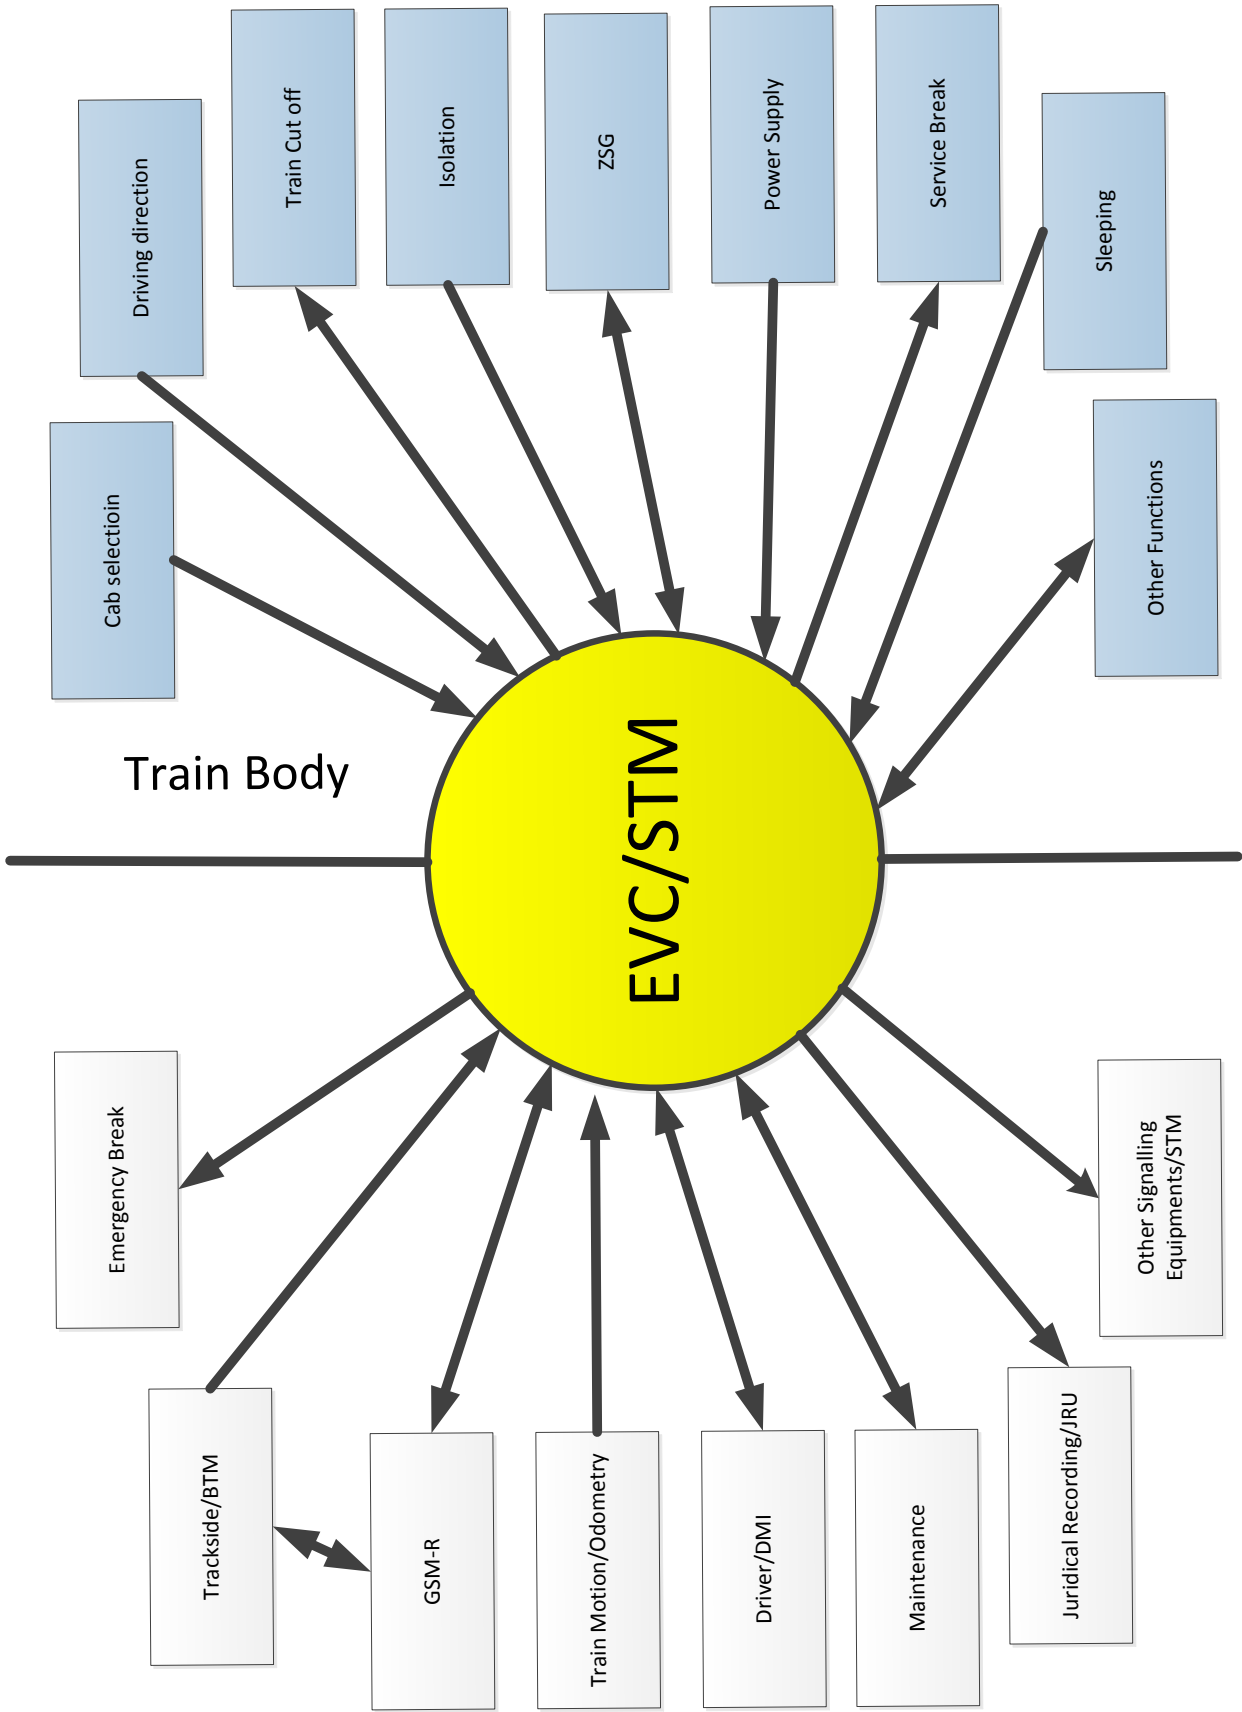 Cab selectioin
Driving direction
Train Cut off
Isolation
ZSG
Power Supply
Service Break
Sleeping
Other Functions
Train Body
EVC/STM
Emergency Break
Trackside/BTM
GSM-R
Train Motion/Odometry
Driver/DMI
Maintenance
Juridical Recording/JRU
Other Signalling
Equipments/STM